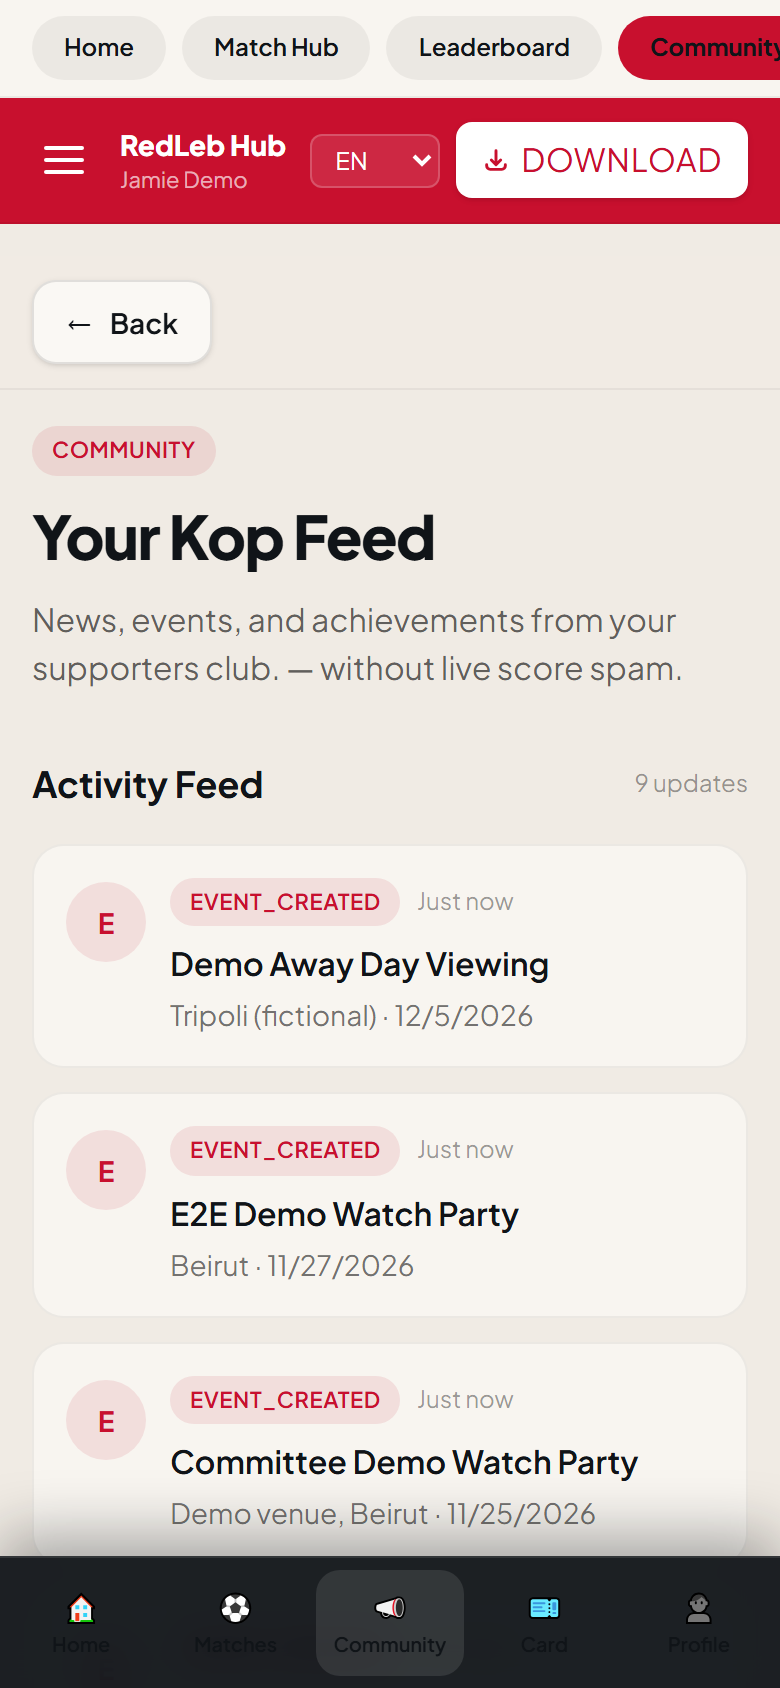 Home Match Hub Leaderboard Community
RedLeb Hub
Jamie Demo
EN
DOWNLOAD
← Back
COMMUNITY
Your Kop Feed
News, events, and achievements from your
supporters club. — without live score spam.
Activity Feed 9 updates
E
EVENT_CREATED Just now
Demo Away Day Viewing
Tripoli (fictional) · 12/5/2026
E
EVENT_CREATED Just now
E2E Demo Watch Party
Beirut · 11/27/2026
E
EVENT_CREATED Just now
Committee Demo Watch Party
Demo venue, Beirut · 11/25/2026
Home Matches Community Card Profile